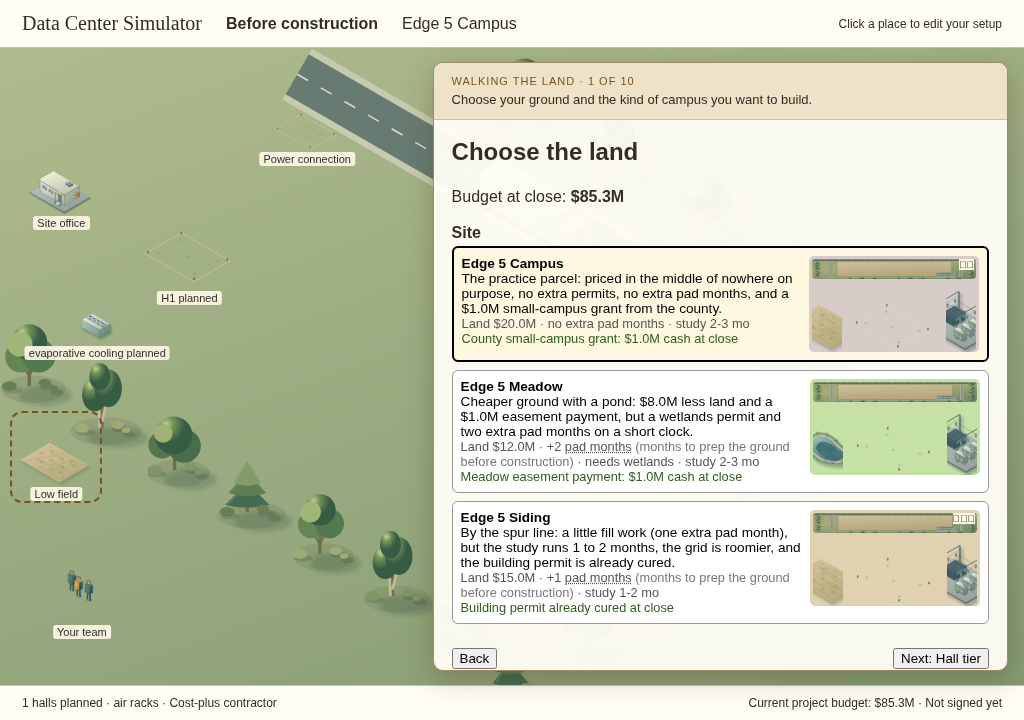 Data Center Simulator
Before construction
Edge 5 Campus
Click a place to edit your setup
WALKING THE LAND · 1 OF 10
Choose your ground and the kind of campus you want to build.
Choose the land
Budget at close: $85.3M
Site
Edge 5 Campus
The practice parcel: priced in the middle of nowhere on
purpose, no extra permits, no extra pad months, and a
$1.0M small-campus grant from the county.
Land $20.0M · no extra pad months · study 2-3 mo
County small-campus grant: $1.0M cash at close
Edge 5 Meadow
Cheaper ground with a pond: $8.0M less land and a
$1.0M easement payment, but a wetlands permit and
two extra pad months on a short clock.
Land $12.0M · +2 pad months (months to prep the ground
before construction) · needs wetlands · study 2-3 mo
Meadow easement payment: $1.0M cash at close
Edge 5 Siding
By the spur line: a little fill work (one extra pad month),
but the study runs 1 to 2 months, the grid is roomier, and
the building permit is already cured.
Land $15.0M · +1 pad months (months to prep the ground
before construction) · study 1-2 mo
Building permit already cured at close
Back
Next: Hall tier
Power connection
Site office
H1 planned
evaporative cooling planned
Low field
Your team
1 halls planned · air racks · Cost-plus contractor
Current project budget: $85.3M · Not signed yet